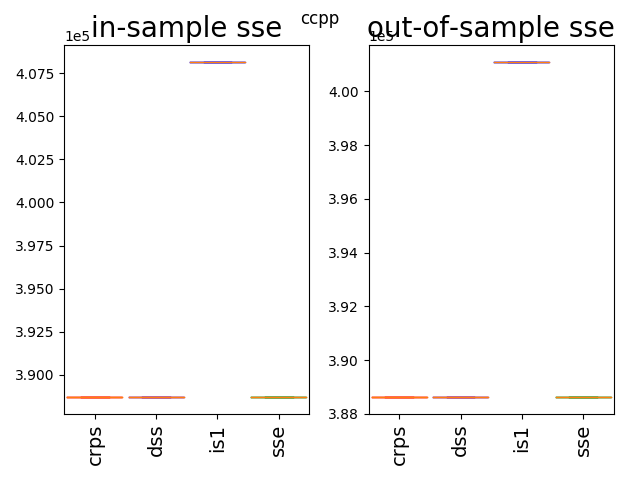 ccpp
in-sample sse
1e5
4.075
4.050
4.025
4.000
3.975
3.950
3.925
3.900
crps
dss
is1
sse
out-of-sample sse
1e5
4.00
3.98
3.96
3.94
3.92
3.90
3.88
crps
dss
is1
sse